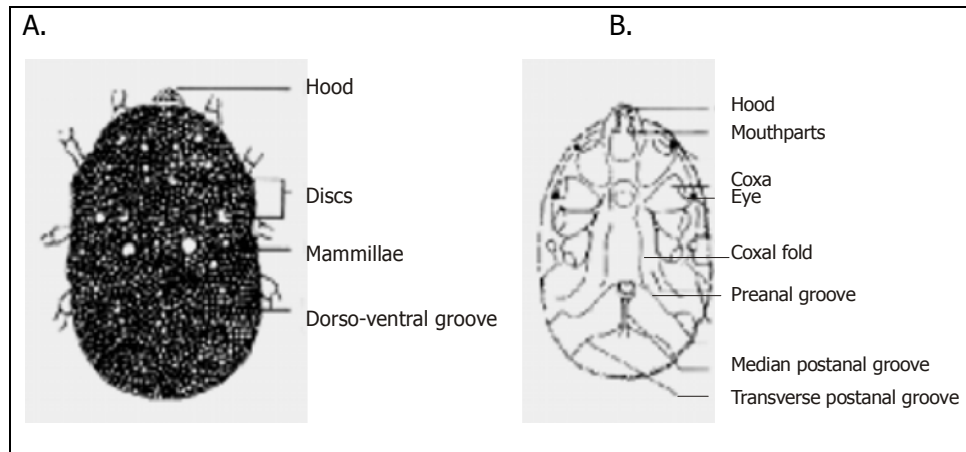 A.
Hood
Discs
Mammillae
Dorso-ventral groove
B.
Hood
Mouthparts
Coxa
Eye
Coxal fold
Preanal groove
Median postanal groove
Transverse postanal groove